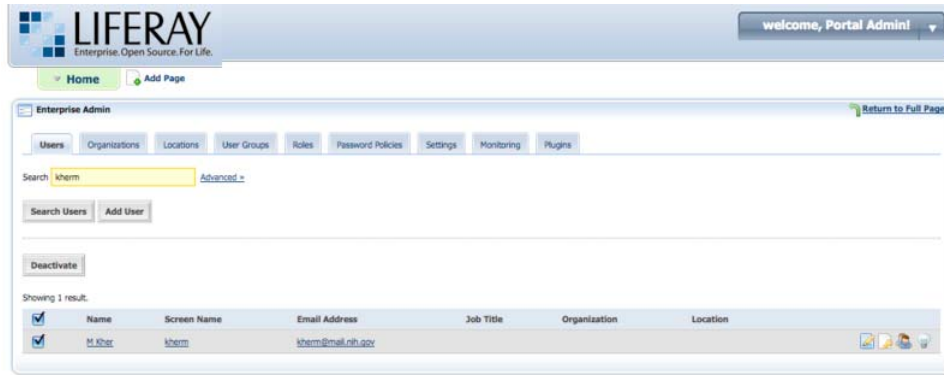 LIFERAY
Enterprise. Open Source. For Life.
welcome, Portal Admin!
Home
Add Page
Enterprise Admin
Return to Full Page
Users Organizations Locations User Groups Roles Password Policies Settings Monitoring Plugins
Search kherm Advanced »
Search Users Add User
Deactivate
Showing 1 result.
Name Screen Name Email Address Job Title Organization Location
M Kher kherm kherm@mail.nih.gov